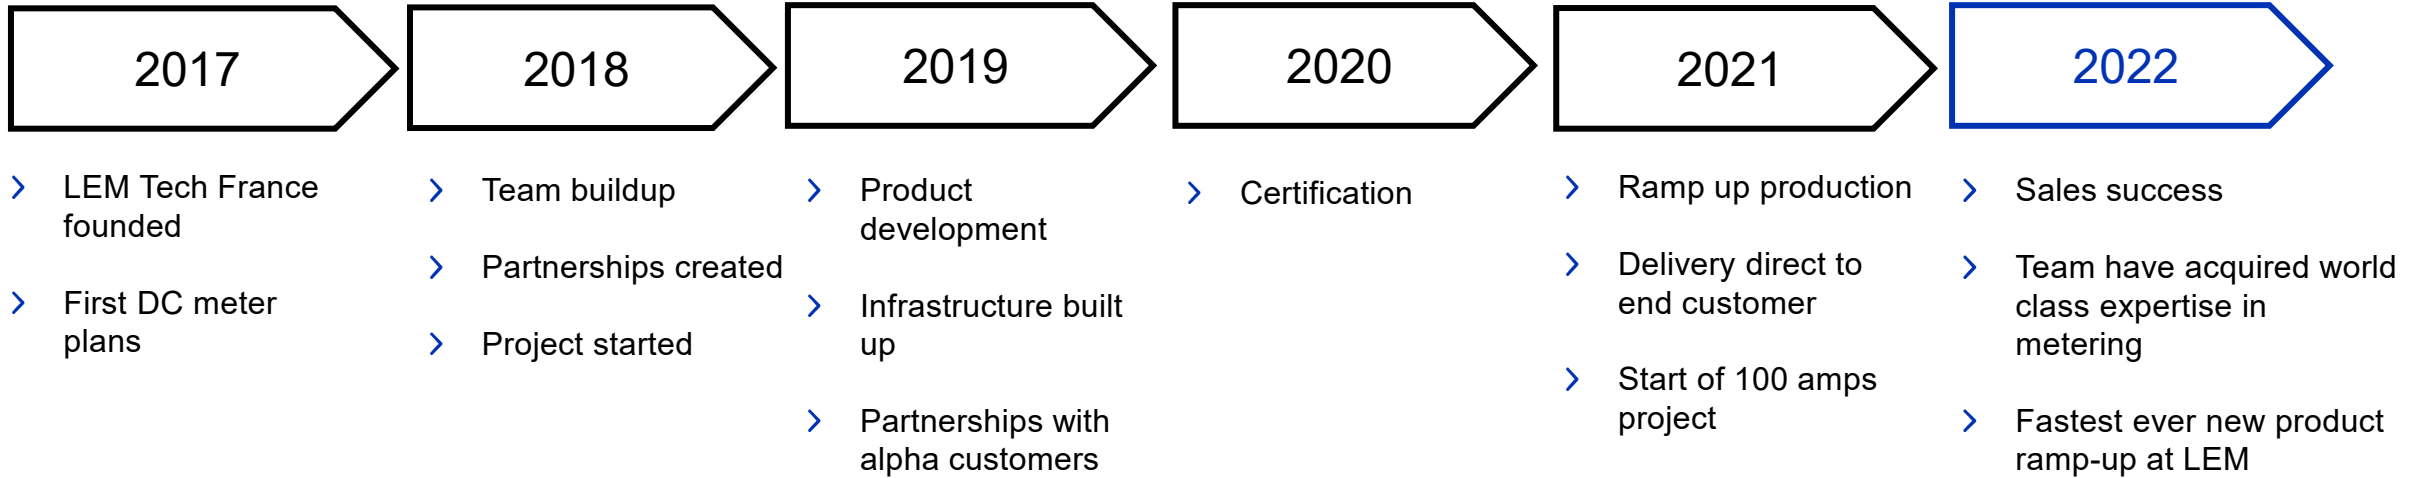 2017
LEM Tech France
founded
First DC meter
plans
2018
Team buildup
Partnerships created
Project started
2019
Product
development
Infrastructure built
up
Partnerships with
alpha customers
2020
Certification
2021
Ramp up production
Delivery direct to
end customer
Start of 100 amps
project
2022
Sales success
Team have acquired world
class expertise in
metering
Fastest ever new product
ramp-up at LEM